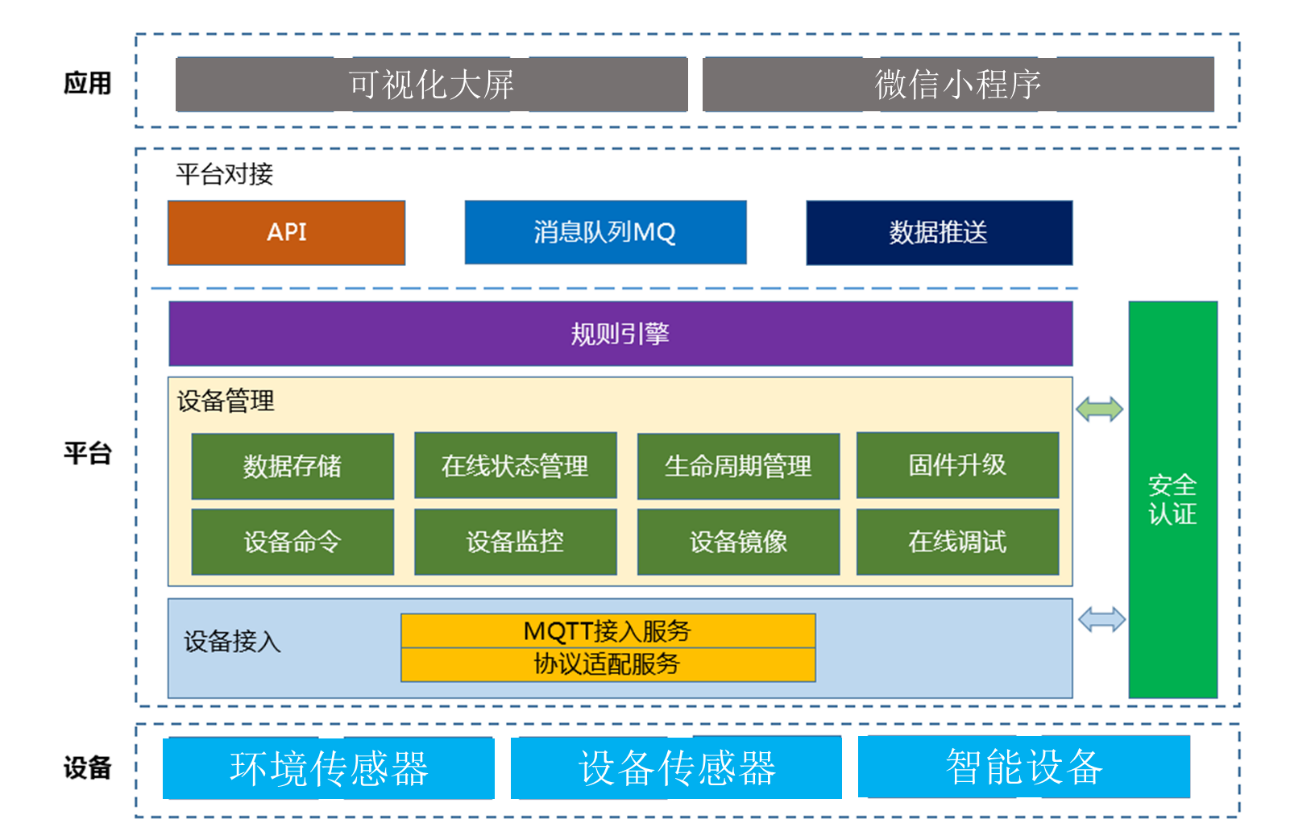 应用
可视化大屏
微信小程序
平台对接
API
消息队列MQ
数据推送
规则引擎
设备管理
数据存储
在线状态管理
生命周期管理
固件升级
设备命令
设备监控
设备镜像
在线调试
平台
安全
认证
设备接入
MQTT接入服务
协议适配服务
设备
环境传感器
设备传感器
智能设备